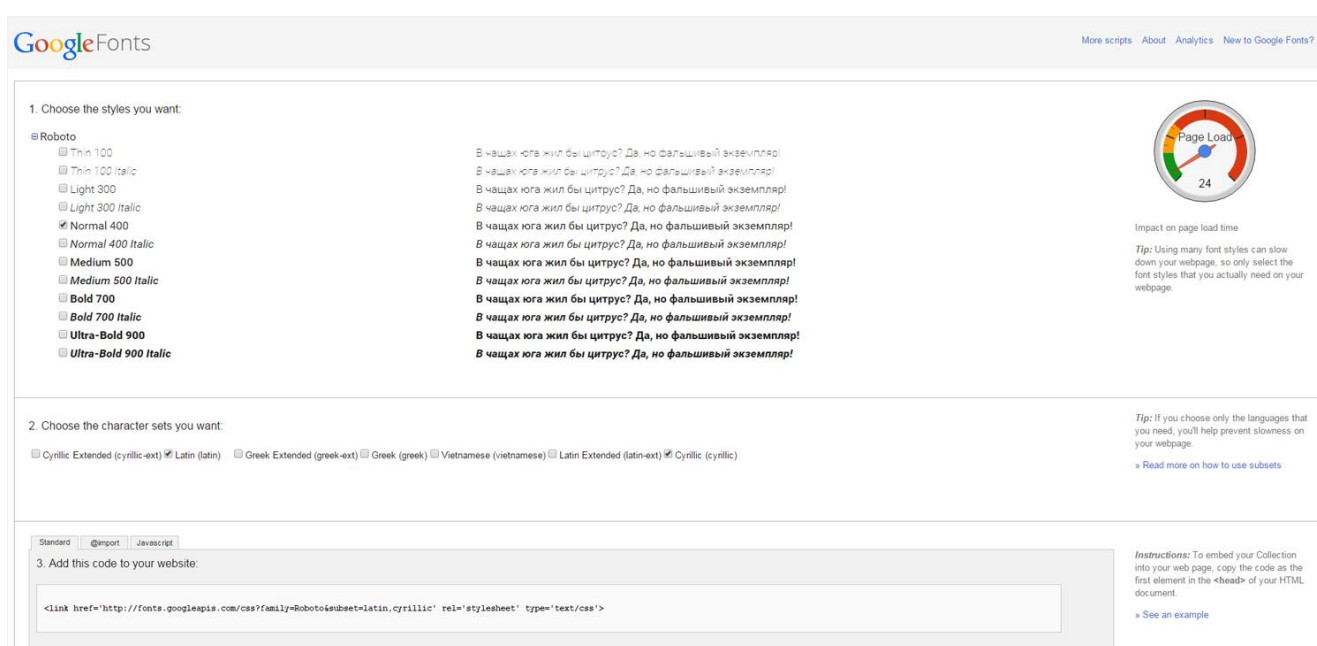 GoogleFonts
More scripts About Analytics New to Google Fonts?
1. Choose the styles you want:
Roboto
Thin 100 В чащах юга жил бы цитрус? Да, но фальшивый экземпляр!
Thin 100 Italic В чащах юга жил бы цитрус? Да, но фальшивый экземпляр!
Light 300 В чащах юга жил бы цитрус? Да, но фальшивый экземпляр!
Light 300 Italic В чащах юга жил бы цитрус? Да, но фальшивый экземпляр!
Normal 400 В чащах юга жил бы цитрус? Да, но фальшивый экземпляр!
Normal 400 Italic В чащах юга жил бы цитрус? Да, но фальшивый экземпляр!
Medium 500 В чащах юга жил бы цитрус? Да, но фальшивый экземпляр!
Medium 500 Italic В чащах юга жил бы цитрус? Да, но фальшивый экземпляр!
Bold 700 В чащах юга жил бы цитрус? Да, но фальшивый экземпляр!
Bold 700 Italic В чащах юга жил бы цитрус? Да, но фальшивый экземпляр!
Ultra-Bold 900 В чащах юга жил бы цитрус? Да, но фальшивый экземпляр!
Ultra-Bold 900 Italic В чащах юга жил бы цитрус? Да, но фальшивый экземпляр!
Page Load
24
Impact on page load time
Tip: Using many font styles can slow
down your webpage, so only select the
font styles that you actually need on your
webpage.
2. Choose the character sets you want:
Cyrillic Extended (cyrillic-ext) Latin (latin) Greek Extended (greek-ext) Greek (greek) Vietnamese (vietnamese) Latin Extended (latin-ext) Cyrillic (cyrillic)
Tip: If you choose only the languages that
you need, you'll help prevent slowness on
your webpage.
» Read more on how to use subsets
Standard @import Javascript
3. Add this code to your website:
<link href='http://fonts.googleapis.com/css?family=Roboto&subset=latin,cyrillic' rel='stylesheet' type='text/css'>
Instructions: To embed your Collection
into your web page, copy the code as the
first element in the <head> of your HTML
document.
» See an example